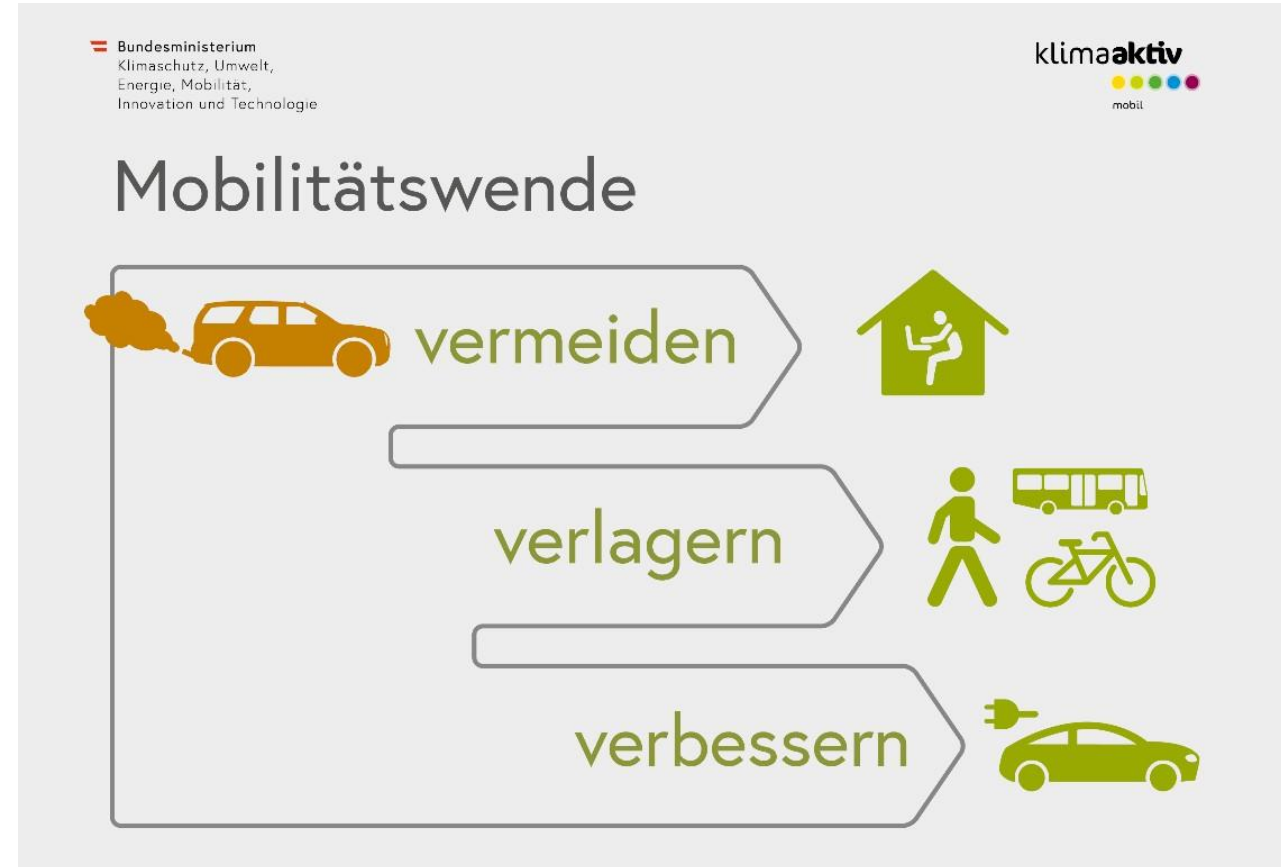 Bundesministerium
Klimaschutz, Umwelt,
Energie, Mobilität,
Innovation und Technologie
klimaaktiv
mobil
Mobilitätswende
vermeiden
verlagern
verbessern